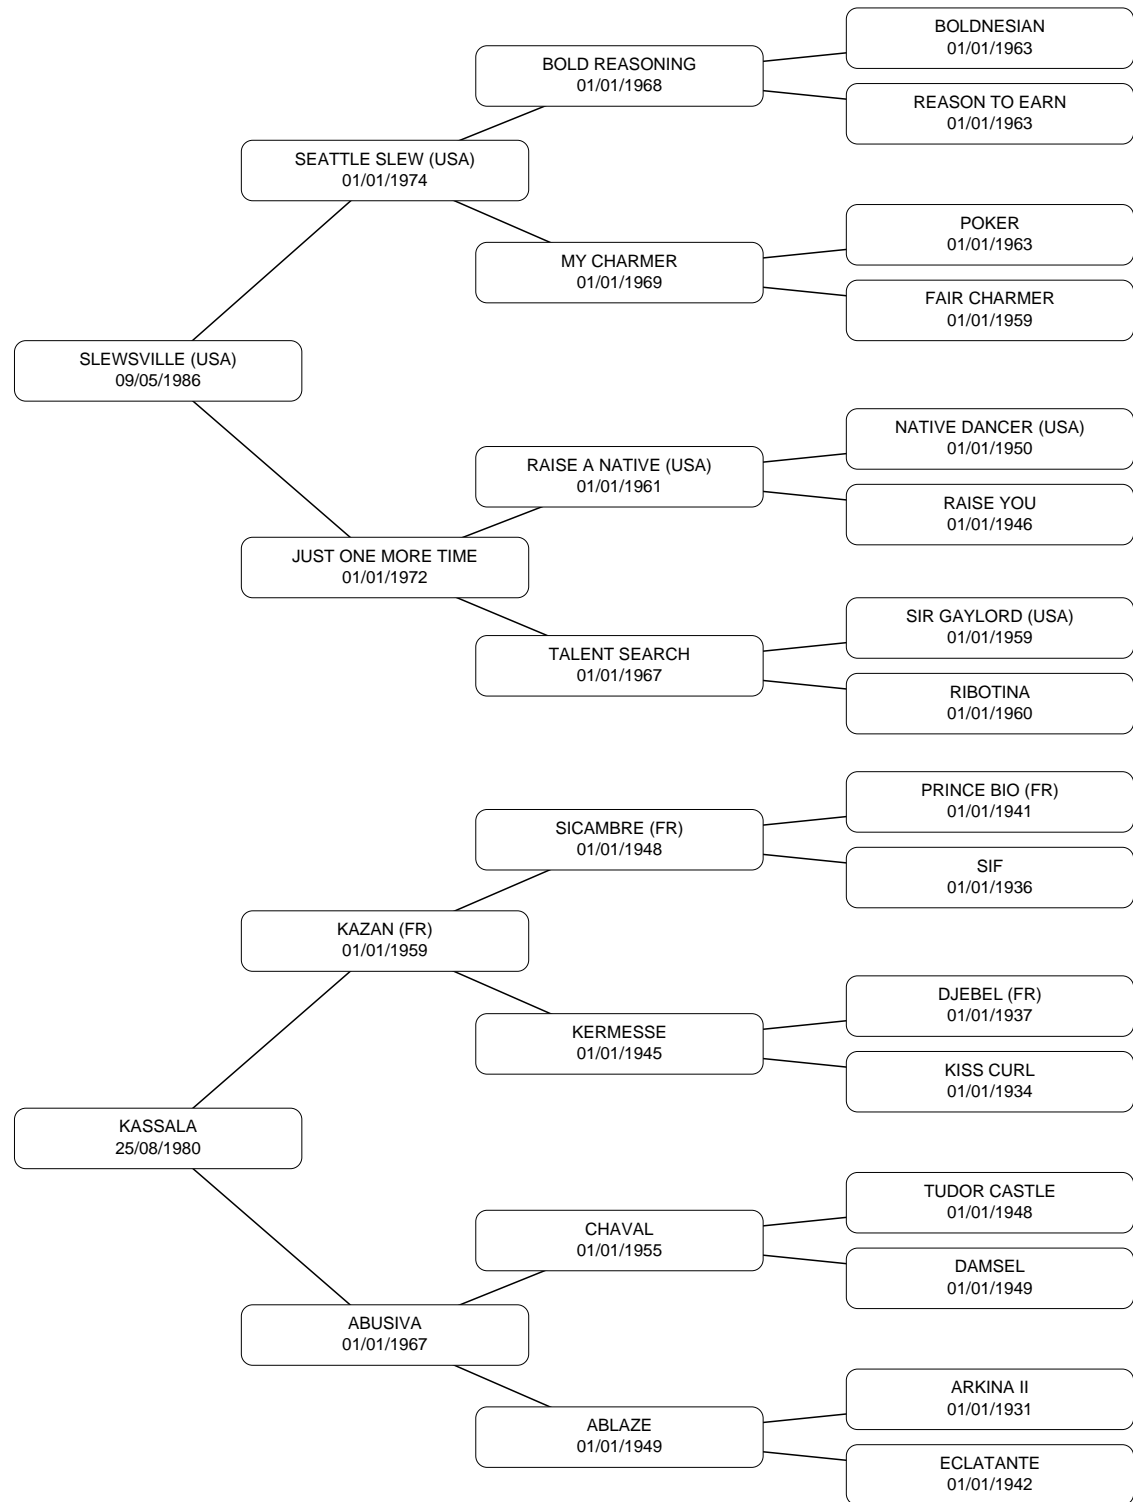 BOLDNESIAN
01/01/1963
BOLD REASONING
01/01/1968
REASON TO EARN
01/01/1963
SEATTLE SLEW (USA)
01/01/1974
POKER
01/01/1963
MY CHARMER
01/01/1969
FAIR CHARMER
01/01/1959
SLEWSVILLE (USA)
09/05/1986
NATIVE DANCER (USA)
01/01/1950
RAISE A NATIVE (USA)
01/01/1961
RAISE YOU
01/01/1946
JUST ONE MORE TIME
01/01/1972
SIR GAYLORD (USA)
01/01/1959
TALENT SEARCH
01/01/1967
RIBOTINA
01/01/1960
PRINCE BIO (FR)
01/01/1941
SICAMBRE (FR)
01/01/1948
SIF
01/01/1936
KAZAN (FR)
01/01/1959
DJEBEL (FR)
01/01/1937
KERMESSE
01/01/1945
KISS CURL
01/01/1934
KASSALA
25/08/1980
TUDOR CASTLE
01/01/1948
CHAVAL
01/01/1955
DAMSEL
01/01/1949
ABUSIVA
01/01/1967
ARKINA II
01/01/1931
ABLAZE
01/01/1949
ECLATANTE
01/01/1942